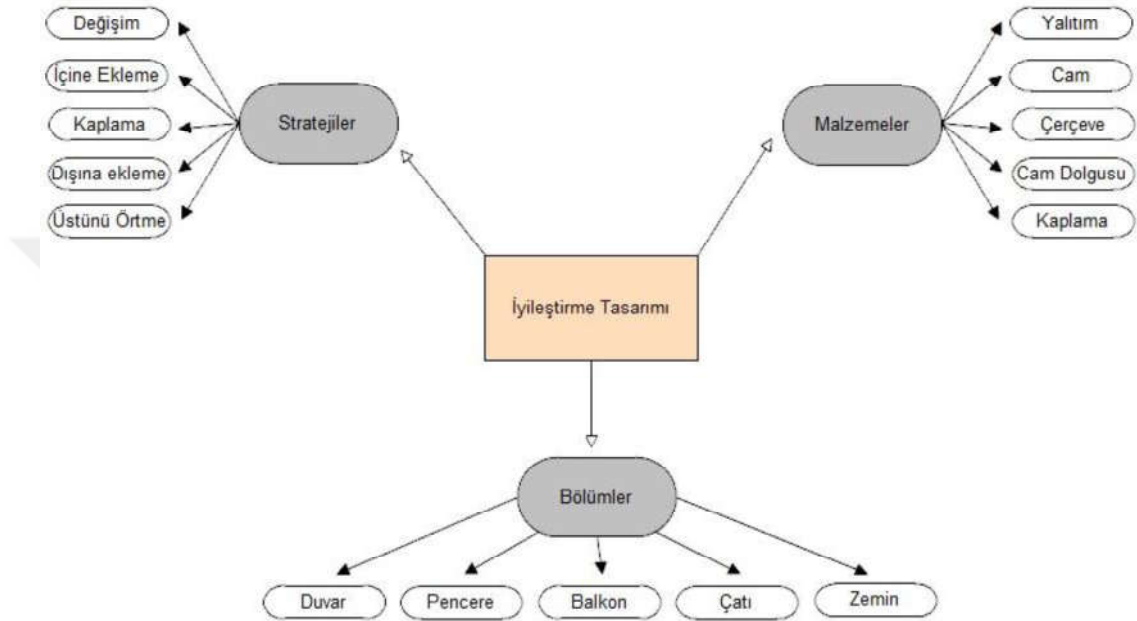 Değişim
İçine Ekleme
Kaplama
Dışına ekleme
Üstünü Örtme
Stratejiler
Malzemeler
Yalıtım
Cam
Çerçeve
Cam Dolgusu
Kaplama
İyileştirme Tasarımı
Bölümler
Duvar
Pencere
Balkon
Çatı
Zemin